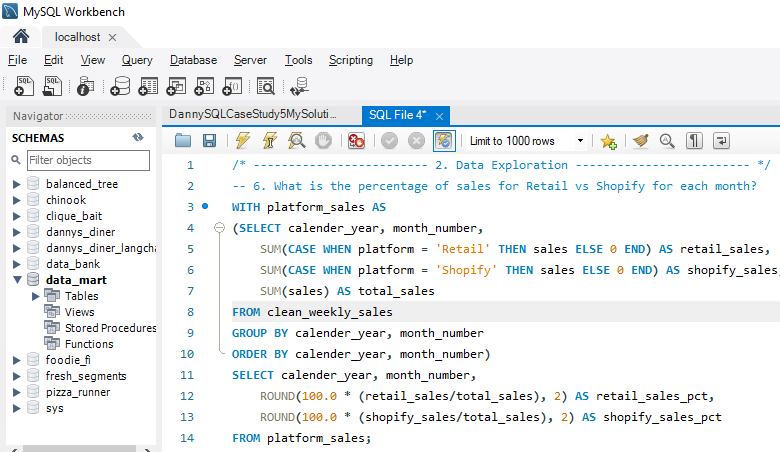 MySQL Workbench
localhost
File Edit View Query Database Server Tools Scripting Help
Navigator
SCHEMAS
Filter objects
balanced_tree
chinook
clique_bait
dannys_diner
dannys_diner_langcha
data_bank
data_mart
Tables
Views
Stored Procedures
Functions
foodie_fi
fresh_segments
pizza_runner
sys
DannySQLCaseStudy5MySoluti... SQL File 4*
Limit to 1000 rows
1 /* -------------------------- 2. Data Exploration -------------------------- */
2 -- 6. What is the percentage of sales for Retail vs Shopify for each month?
3 WITH platform_sales AS
4 (SELECT calender_year, month_number,
5 SUM(CASE WHEN platform = 'Retail' THEN sales ELSE 0 END) AS retail_sales,
6 SUM(CASE WHEN platform = 'Shopify' THEN sales ELSE 0 END) AS shopify_sales,
7 SUM(sales) AS total_sales
8 FROM clean_weekly_sales
9 GROUP BY calender_year, month_number
10 ORDER BY calender_year, month_number)
11 SELECT calender_year, month_number,
12 ROUND(100.0 * (retail_sales/total_sales), 2) AS retail_sales_pct,
13 ROUND(100.0 * (shopify_sales/total_sales), 2) AS shopify_sales_pct
14 FROM platform_sales;